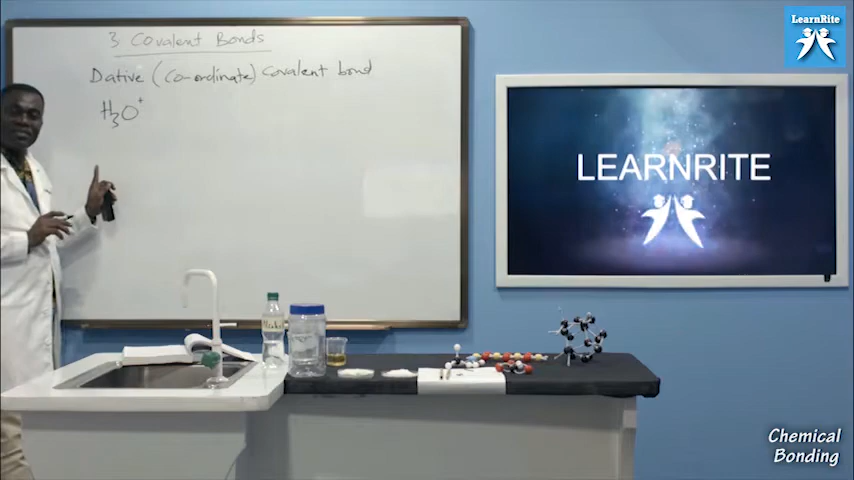 LearnRite
3 Covalent Bonds
Dative (Co-ordinate) Covalent bond
H₃O⁺
LEARNRITE
Chemical
Bonding